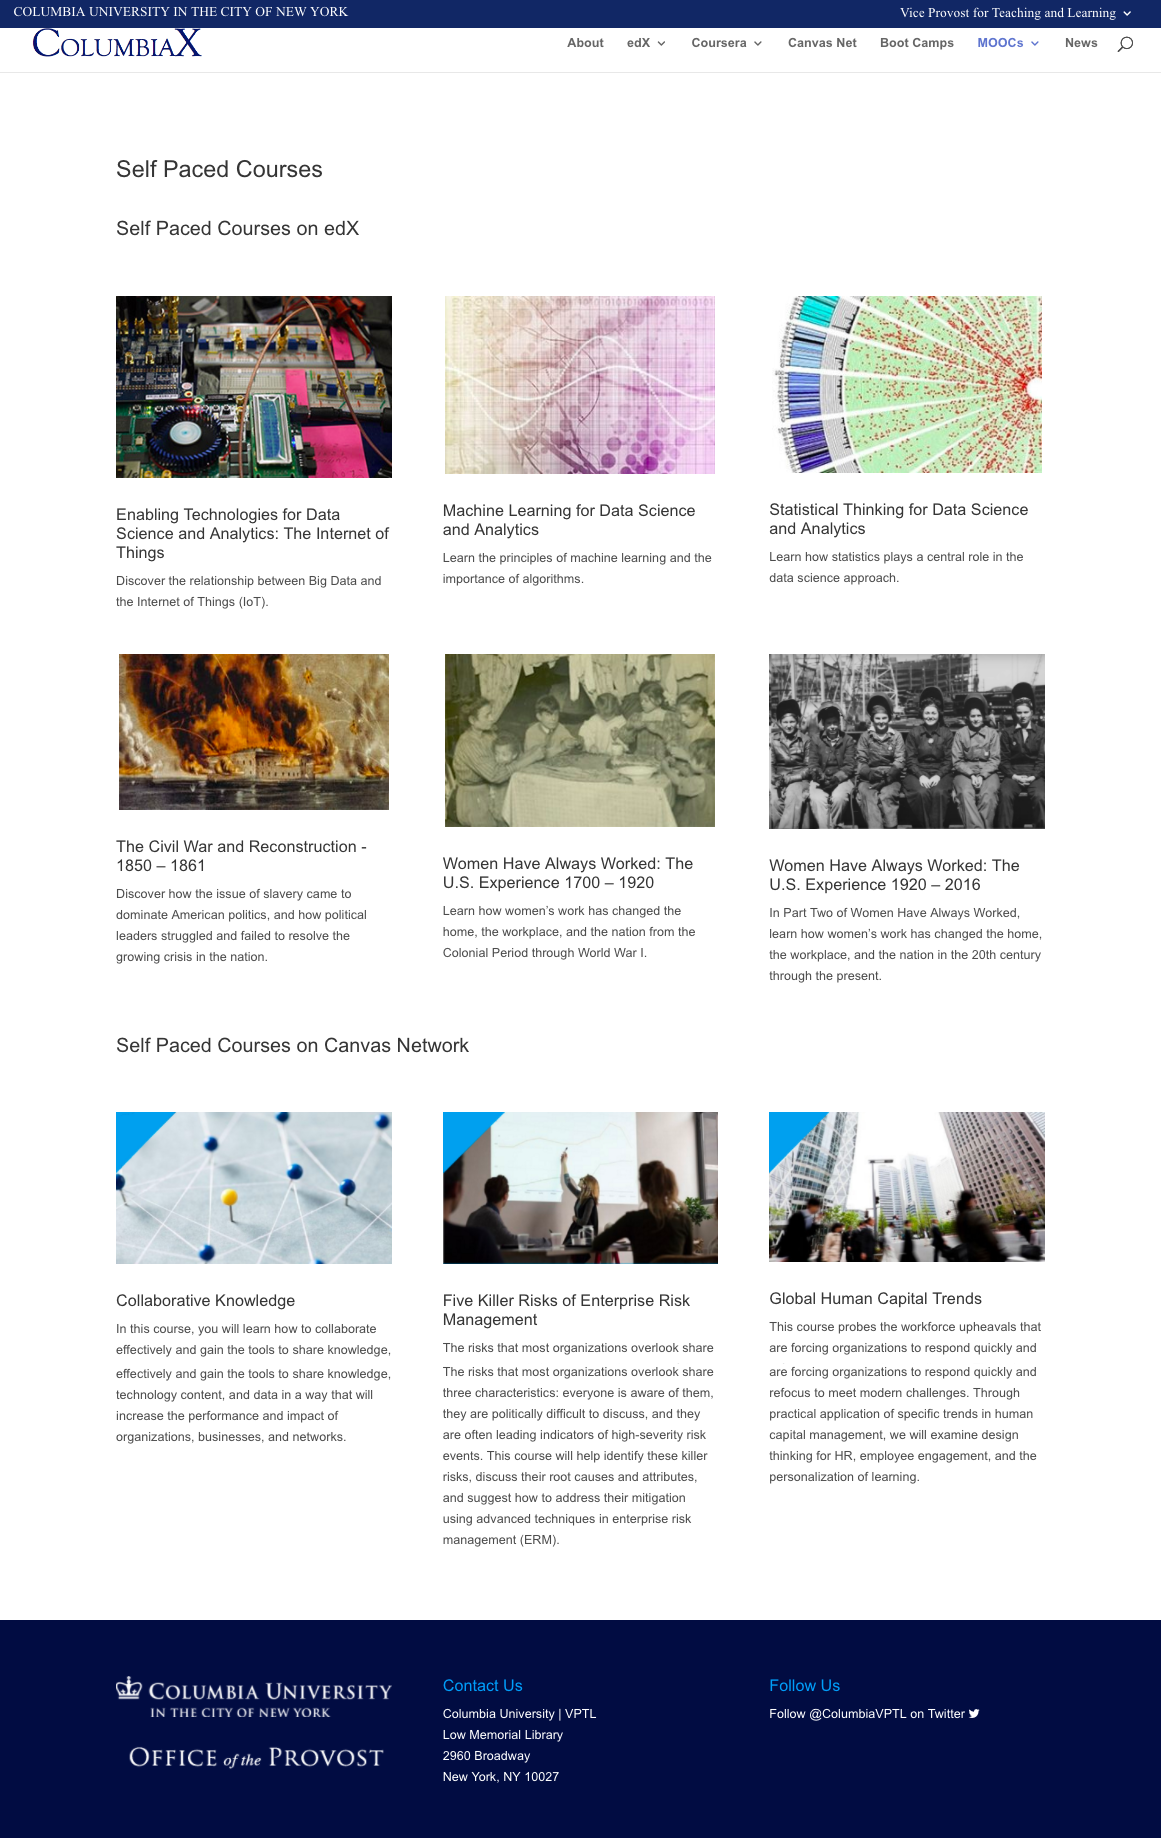 COLUMBIA UNIVERSITY IN THE CITY OF NEW YORK
Vice Provost for Teaching and Learning
COLUMBIAX
About edX Coursera Canvas Net Boot Camps MOOCs News
Self Paced Courses
Self Paced Courses on edX
Enabling Technologies for Data
Science and Analytics: The Internet of
Things
Discover the relationship between Big Data and
the Internet of Things (IoT).
Machine Learning for Data Science
and Analytics
Learn the principles of machine learning and the
importance of algorithms.
Statistical Thinking for Data Science
and Analytics
Learn how statistics plays a central role in the
data science approach.
The Civil War and Reconstruction -
1850 – 1861
Discover how the issue of slavery came to
dominate American politics, and how political
leaders struggled and failed to resolve the
growing crisis in the nation.
Women Have Always Worked: The
U.S. Experience 1700 – 1920
Learn how women’s work has changed the
home, the workplace, and the nation from the
Colonial Period through World War I.
Women Have Always Worked: The
U.S. Experience 1920 – 2016
In Part Two of Women Have Always Worked,
learn how women’s work has changed the home,
the workplace, and the nation in the 20th century
through the present.
Self Paced Courses on Canvas Network
Collaborative Knowledge
In this course, you will learn how to collaborate
effectively and gain the tools to share knowledge,
effectively and gain the tools to share knowledge,
technology content, and data in a way that will
increase the performance and impact of
organizations, businesses, and networks.
Five Killer Risks of Enterprise Risk
Management
The risks that most organizations overlook share
The risks that most organizations overlook share
three characteristics: everyone is aware of them,
they are politically difficult to discuss, and they
are often leading indicators of high-severity risk
events. This course will help identify these killer
risks, discuss their root causes and attributes,
and suggest how to address their mitigation
using advanced techniques in enterprise risk
management (ERM).
Global Human Capital Trends
This course probes the workforce upheavals that
are forcing organizations to respond quickly and
are forcing organizations to respond quickly and
refocus to meet modern challenges. Through
practical application of specific trends in human
capital management, we will examine design
thinking for HR, employee engagement, and the
personalization of learning.
COLUMBIA UNIVERSITY
IN THE CITY OF NEW YORK
OFFICE of the PROVOST
Contact Us
Columbia University | VPTL
Low Memorial Library
2960 Broadway
New York, NY 10027
Follow Us
Follow @ColumbiaVPTL on Twitter